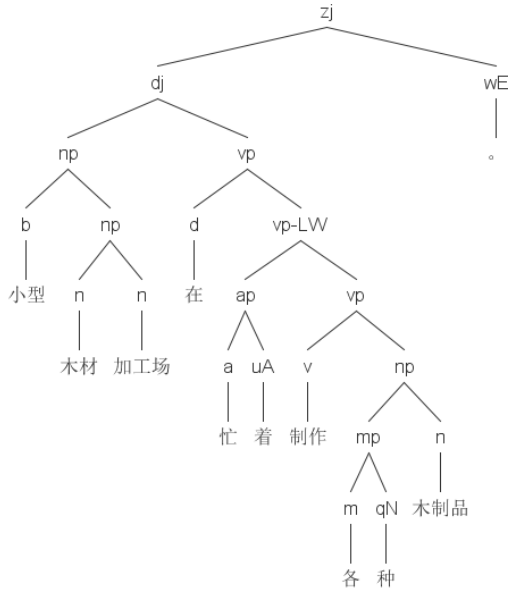 zj
dj wE
np vp 。
b np d vp-LW
小型 n n 在 ap vp
木材 加工场 a uA v np
忙 着 制作 mp n
m qN 木制品
各 种